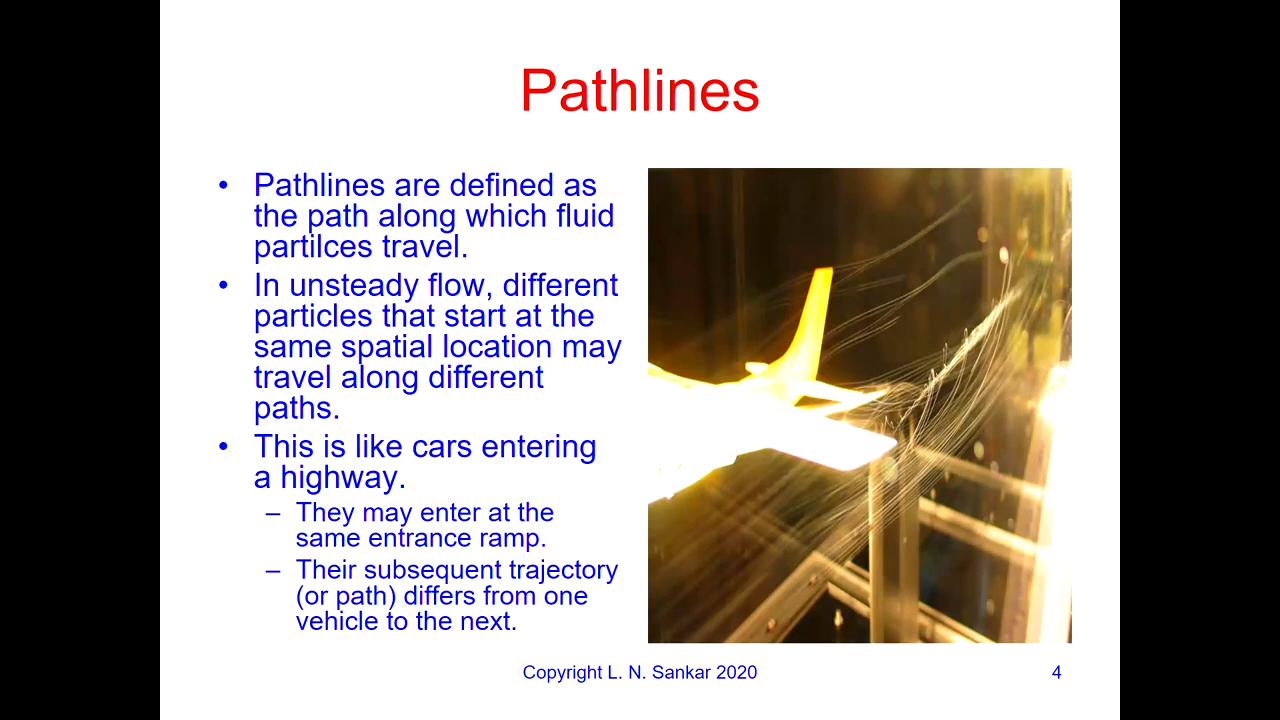 Pathlines
• Pathlines are defined as
the path along which fluid
partilces travel.
• In unsteady flow, different
particles that start at the
same spatial location may
travel along different
paths.
• This is like cars entering
a highway.
– They may enter at the
same entrance ramp.
– Their subsequent trajectory
(or path) differs from one
vehicle to the next.
Copyright L. N. Sankar 2020
4